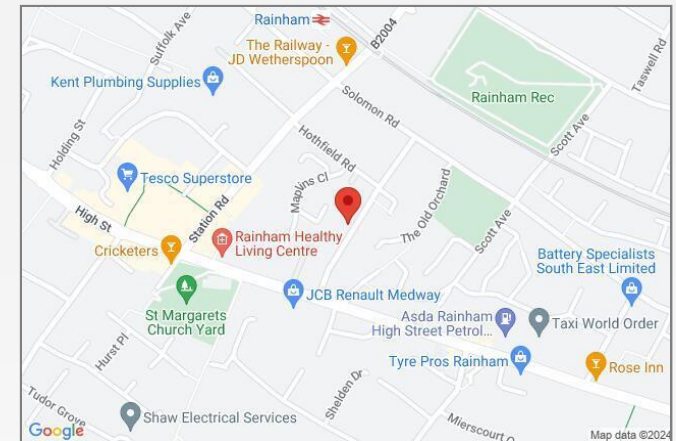 Rainham
Suffolk Ave
B2004
The Railway -
JD Wetherspoon
Taswell Rd
Kent Plumbing Supplies
Solomon Rd
Rainham Rec
Holding St
Hothfield Rd
Scott Ave
Tesco Superstore
Maplins Cl
The Old Orchard
High St
Station Rd
Scott Ave
Cricketers
Rainham Healthy
Living Centre
Battery Specialists
South East Limited
JCB Renault Medway
St Margarets
Church Yard
Asda Rainham
High Street Petrol...
Taxi World Order
Hurst Pl
Tyre Pros Rainham
Rose Inn
Shelden Dr
Tudor Grove
Shaw Electrical Services
Mierscourt
Google
Map data ©2024